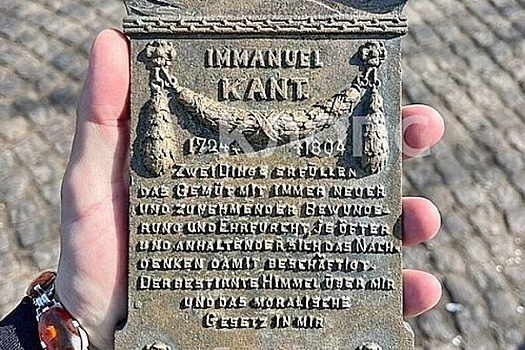 IMMANUEL
KANT
1724 1804
ZWEI DINGE ERFÜLLEN
DAS GEMÜT MIT IMMER NEUER
UND ZUNEHMENDER BEWUNDE-
RUNG UND EHRFURCHT, JE ÖFTER
UND ANHALTENDER SICH DAS NACH-
DENKEN DAMIT BESCHÄFTIGT.
DER BESTIRNTE HIMMEL ÜBER MIR
UND DAS MORALISCHE
GESETZ IN MIR